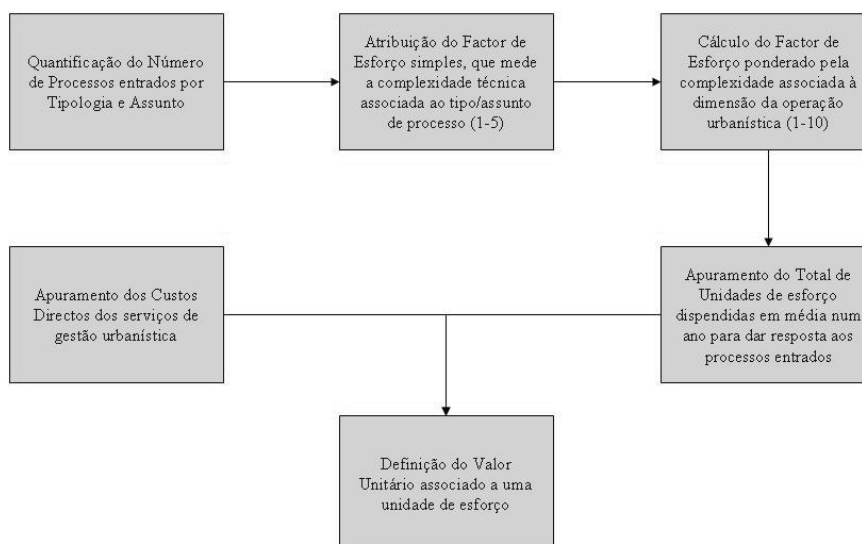 Quantificação do Número
de Processos entrados por
Tipologia e Assunto
Atribuição do Factor de
Esforço simples, que mede
a complexidade técnica
associada ao tipo/assunto
de processo (1-5)
Cálculo do Factor de
Esforço ponderado pela
complexidade associada à
dimensão da operação
urbanística (1-10)
Apuramento dos Custos
Directos dos serviços de
gestão urbanística
Apuramento do Total de
Unidades de esforço
dispendidas em média num
ano para dar resposta aos
processos entrados
Definição do Valor
Unitário associado a uma
unidade de esforço